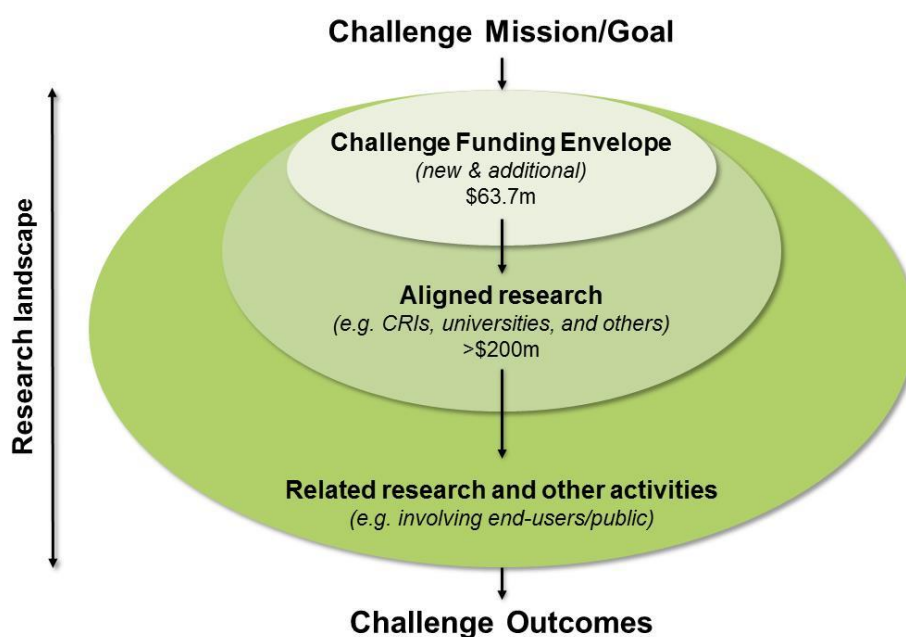 Challenge Mission/Goal
Research landscape
Challenge Funding Envelope
(new & additional)
$63.7m
Aligned research
(e.g. CRIs, universities, and others)
>$200m
Related research and other activities
(e.g. involving end-users/public)
Challenge Outcomes